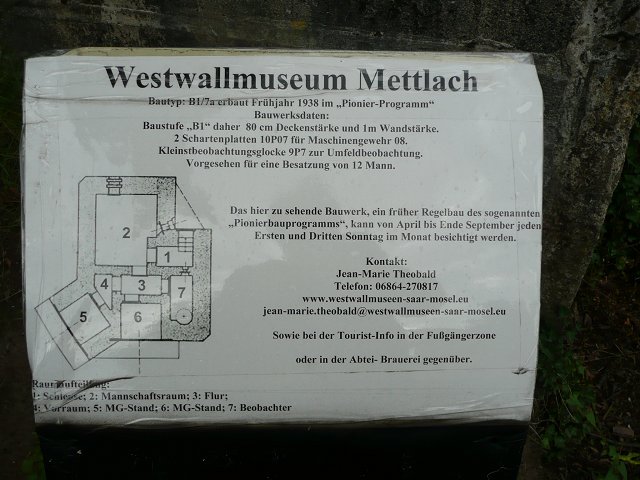 Westwallmuseum Mettlach
Bautyp: B1/7a erbaut Frühjahr 1938 im „Pionier-Programm“
Bauwerksdaten:
Baustufe „B1“ daher 80 cm Deckenstärke und 1m Wandstärke.
2 Schartenplatten 10P07 für Maschinengewehr 08.
Kleinstbeobachtungsglocke 9P7 zur Umfeldbeobachtung.
Vorgesehen für eine Besatzung von 12 Mann.
2
1
4
3
7
5
6
Das hier zu sehende Bauwerk, ein früher Regelbau des sogenannten
„Pionierbauprogramms“, kann von April bis Ende September jeden
Ersten und Dritten Sonntag im Monat besichtigt werden.
Kontakt:
Jean-Marie Theobald
Telefon: 06864-270817
www.westwallmuseen-saar-mosel.eu
jean-marie.theobald@westwallmuseen-saar-mosel.eu
Sowie bei der Tourist-Info in der Fußgängerzone
oder in der Abtei- Brauerei gegenüber.
Raumaufteilung:
1: Schleuse; 2: Mannschaftsraum; 3: Flur;
4: Vorraum; 5: MG-Stand; 6: MG-Stand; 7: Beobachter